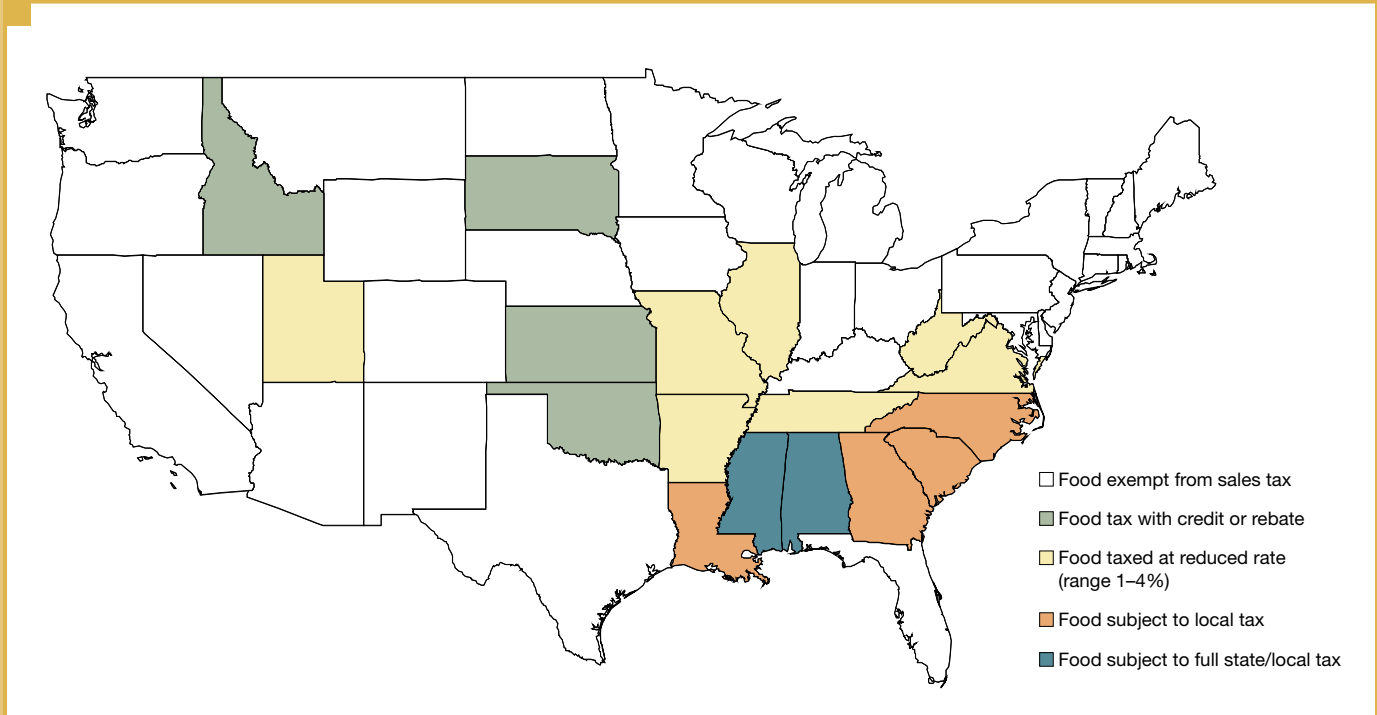 Food exempt from sales tax
Food tax with credit or rebate
Food taxed at reduced rate
(range 1–4%)
Food subject to local tax
Food subject to full state/local tax